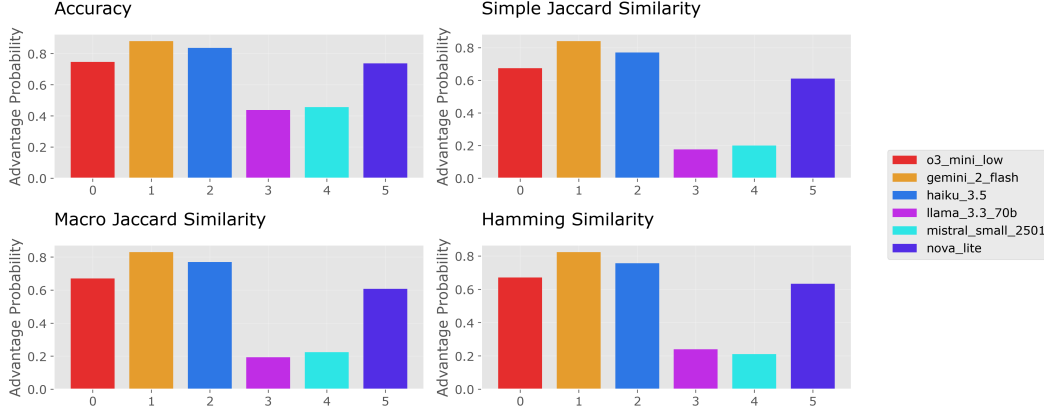 Accuracy
Advantage Probability
0.8
0.6
0.4
0.2
0.0
0 1 2 3 4 5
Simple Jaccard Similarity
Advantage Probability
0.8
0.6
0.4
0.2
0.0
0 1 2 3 4 5
Macro Jaccard Similarity
Advantage Probability
0.8
0.6
0.4
0.2
0.0
0 1 2 3 4 5
Hamming Similarity
Advantage Probability
0.8
0.6
0.4
0.2
0.0
0 1 2 3 4 5
o3_mini_low
gemini_2_flash
haiku_3.5
llama_3.3_70b
mistral_small_2501
nova_lite